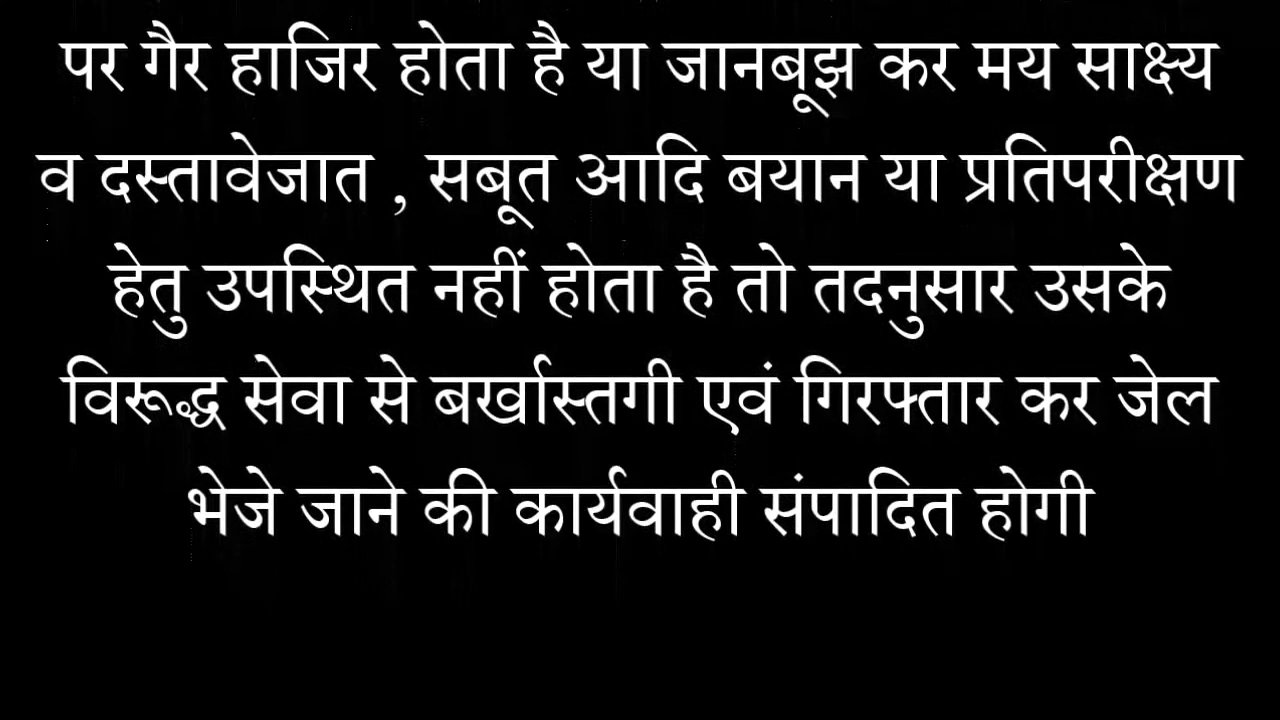 पर गैर हाजिर होता है या जानबूझ कर मय साक्ष्य
व दस्तावेजात , सबूत आदि बयान या प्रतिपरीक्षण
हेतु उपस्थित नहीं होता है तो तदनुसार उसके
विरूद्ध सेवा से बर्खास्तगी एवं गिरफ्तार कर जेल
भेजे जाने की कार्यवाही संपादित होगी